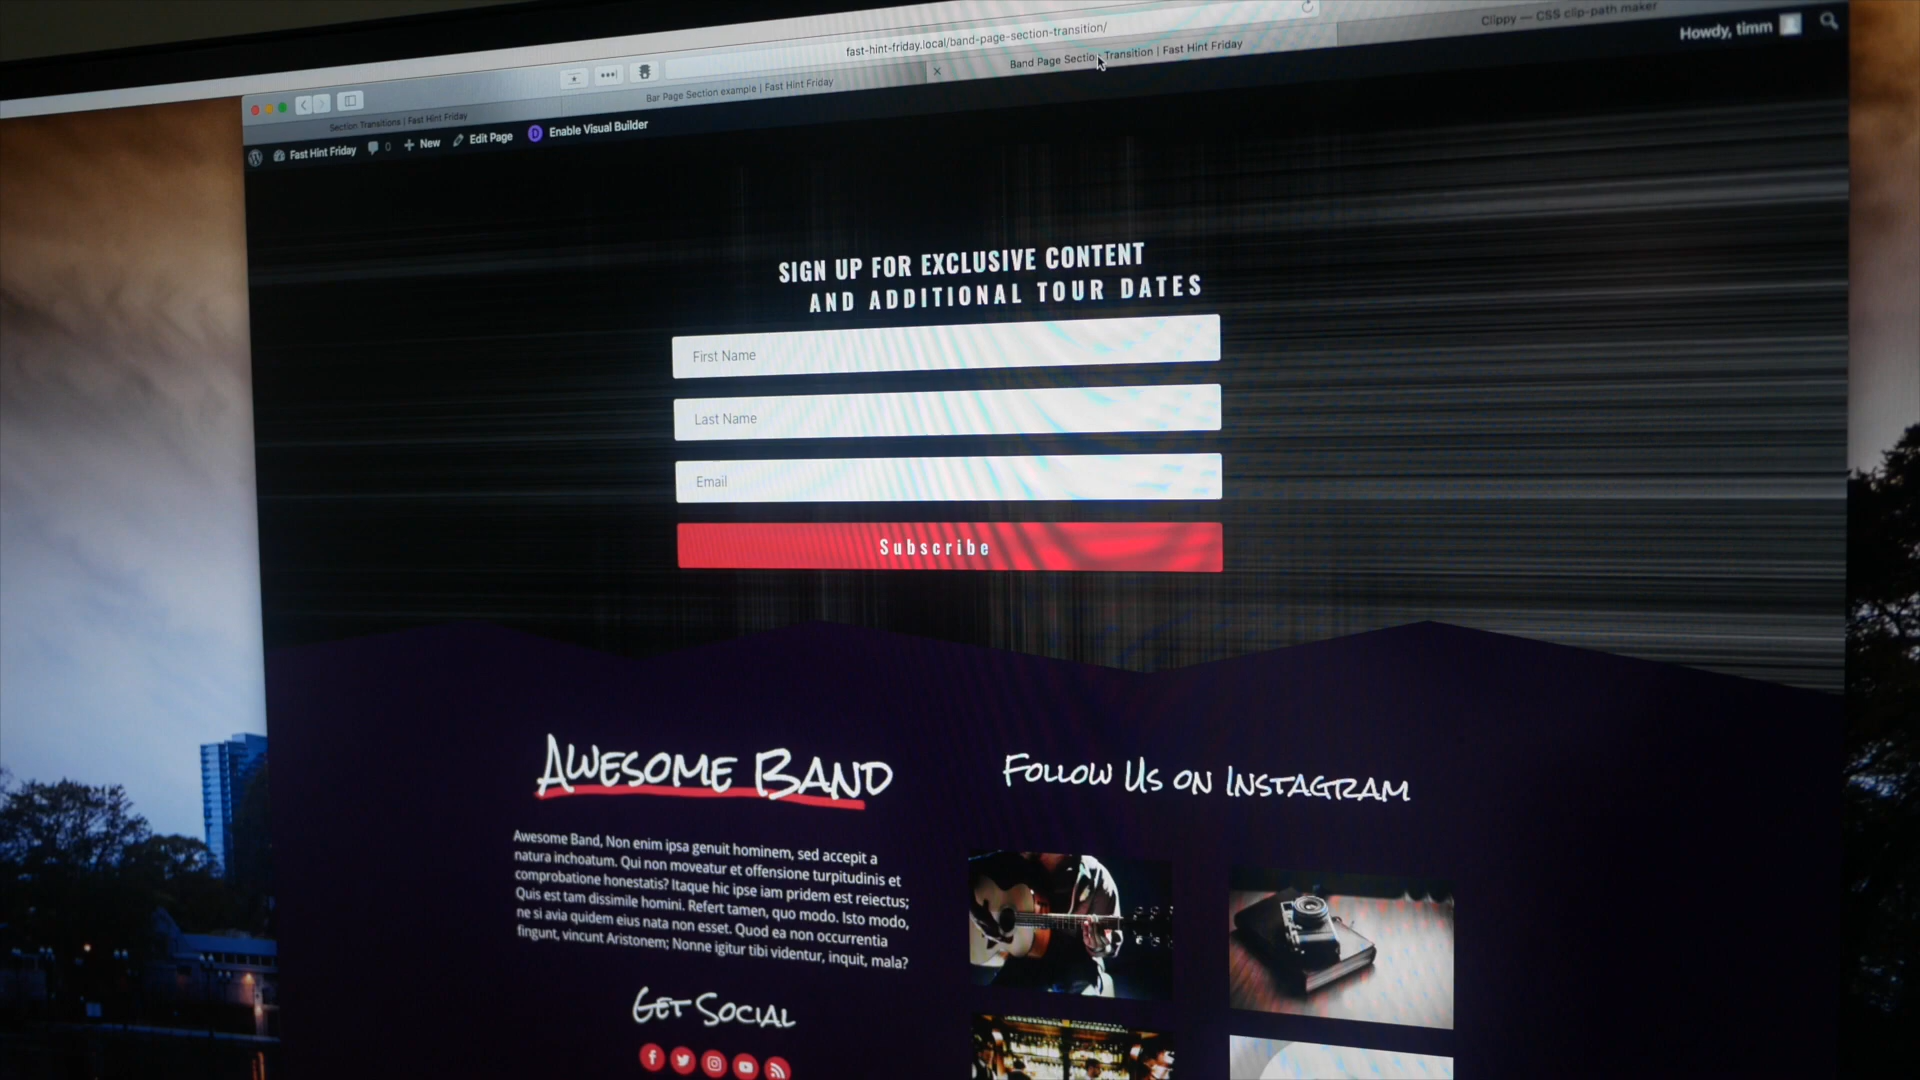 fast-hint-friday.local/band-page-section-transition/
Section Transitions | Fast Hint Friday
Bar Page Section example | Fast Hint Friday
Band Page Section Transition | Fast Hint Friday
Clippy — CSS clip-path maker
Fast Hint Friday
0
New
Edit Page
D
Enable Visual Builder
Howdy, timm
SIGN UP FOR EXCLUSIVE CONTENT
AND ADDITIONAL TOUR DATES
First Name
Last Name
Email
Subscribe
Awesome Band
Awesome Band, Non enim ipsa genuit hominem, sed accepit a
natura inchoatum. Qui non moveatur et offensione turpitudinis et
comprobatione honestatis? Itaque hic ipse iam pridem est reiectus;
Quis est tam dissimile homini. Refert tamen, quo modo. Isto modo,
ne si avia quidem eius nata non esset. Quod ea non occurrentia
fingunt, vincunt Aristonem; Nonne igitur tibi videntur, inquit, mala?
Get Social
Follow Us on Instagram